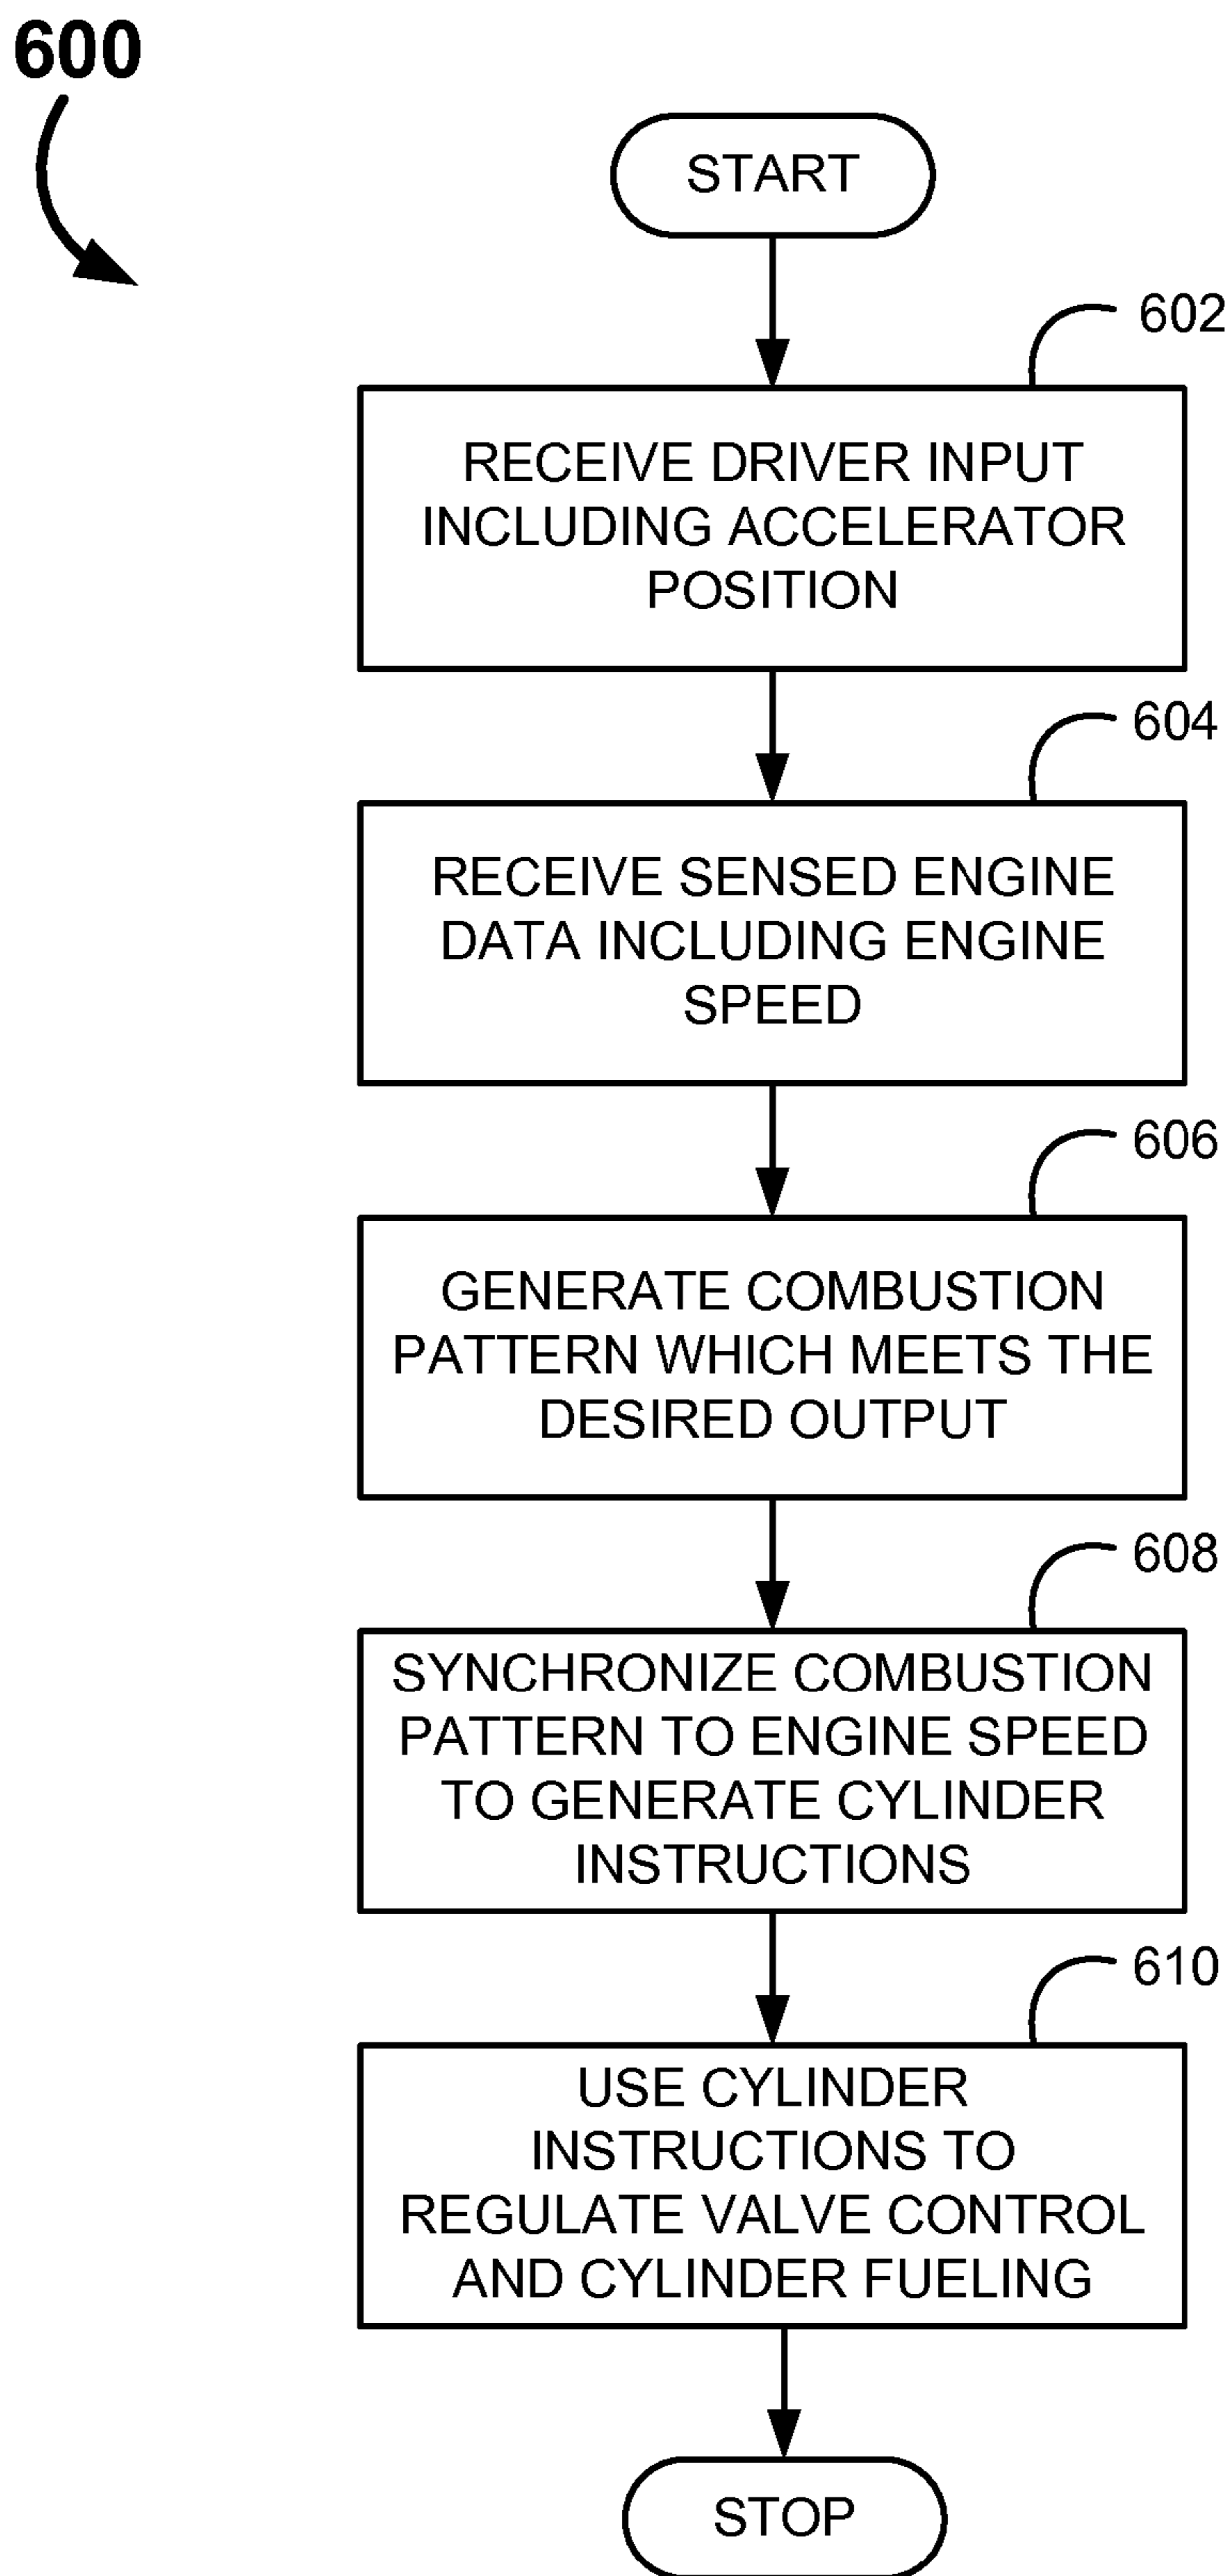 600
START
602
RECEIVE DRIVER INPUT
INCLUDING ACCELERATOR
POSITION
604
RECEIVE SENSED ENGINE
DATA INCLUDING ENGINE
SPEED
606
GENERATE COMBUSTION
PATTERN WHICH MEETS THE
DESIRED OUTPUT
608
SYNCHRONIZE COMBUSTION
PATTERN TO ENGINE SPEED
TO GENERATE CYLINDER
INSTRUCTIONS
610
USE CYLINDER
INSTRUCTIONS TO
REGULATE VALVE CONTROL
AND CYLINDER FUELING
STOP